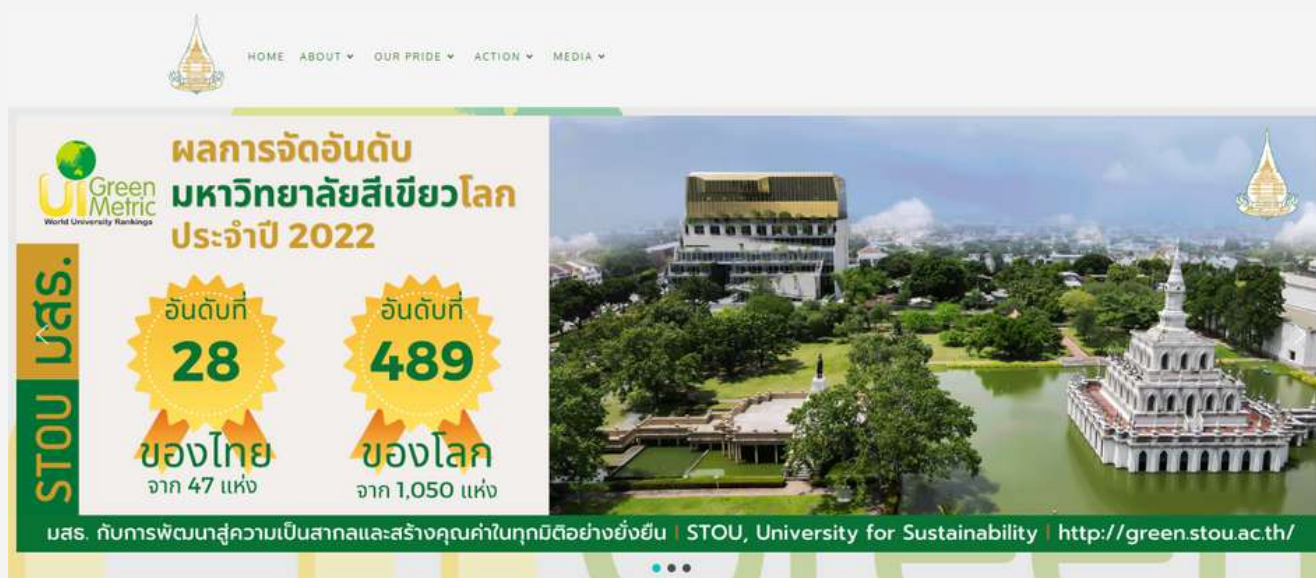 HOME ABOUT OUR PRIDE ACTION MEDIA
UI Green
Metric
World University Rankings
ผลการจัดอันดับ
มหาวิทยาลัยสีเขียวโลก
ประจำปี 2022
STOU มสธ.
อันดับที่
28
ของไทย
จาก 47 แห่ง
อันดับที่
489
ของโลก
จาก 1,050 แห่ง
มสธ. กับการพัฒนาสู่ความเป็นสากลและสร้างคุณค่าในทุกมิติอย่างยั่งยืน | STOU, University for Sustainability | http://green.stou.ac.th/